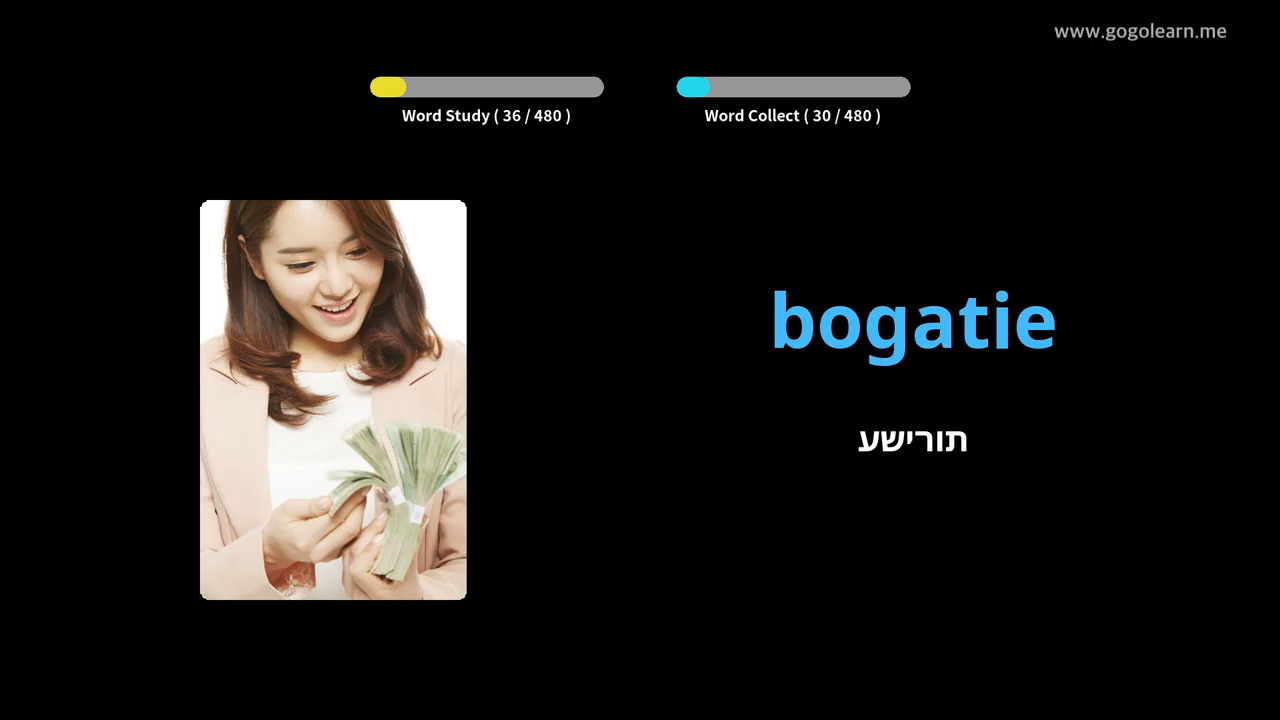 www.gogolearn.me
Word Study ( 36 / 480 )
Word Collect ( 30 / 480 )
bogatie
תורישע